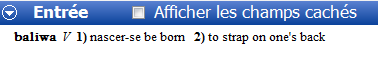 Entrée Afficher les champs cachés
baliwa V 1) nascer-se be born 2) to strap on one's back